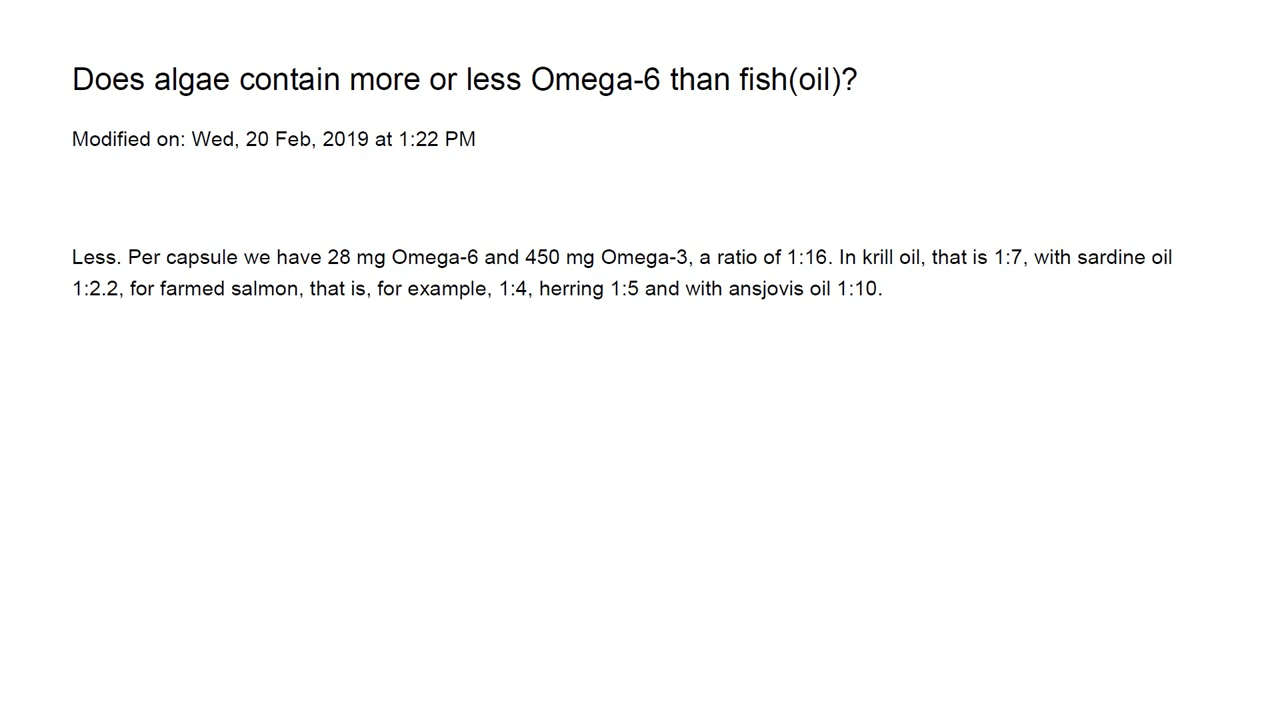 Does algae contain more or less Omega-6 than fish(oil)?
Modified on: Wed, 20 Feb, 2019 at 1:22 PM
Less. Per capsule we have 28 mg Omega-6 and 450 mg Omega-3, a ratio of 1:16. In krill oil, that is 1:7, with sardine oil
1:2.2, for farmed salmon, that is, for example, 1:4, herring 1:5 and with ansjovis oil 1:10.